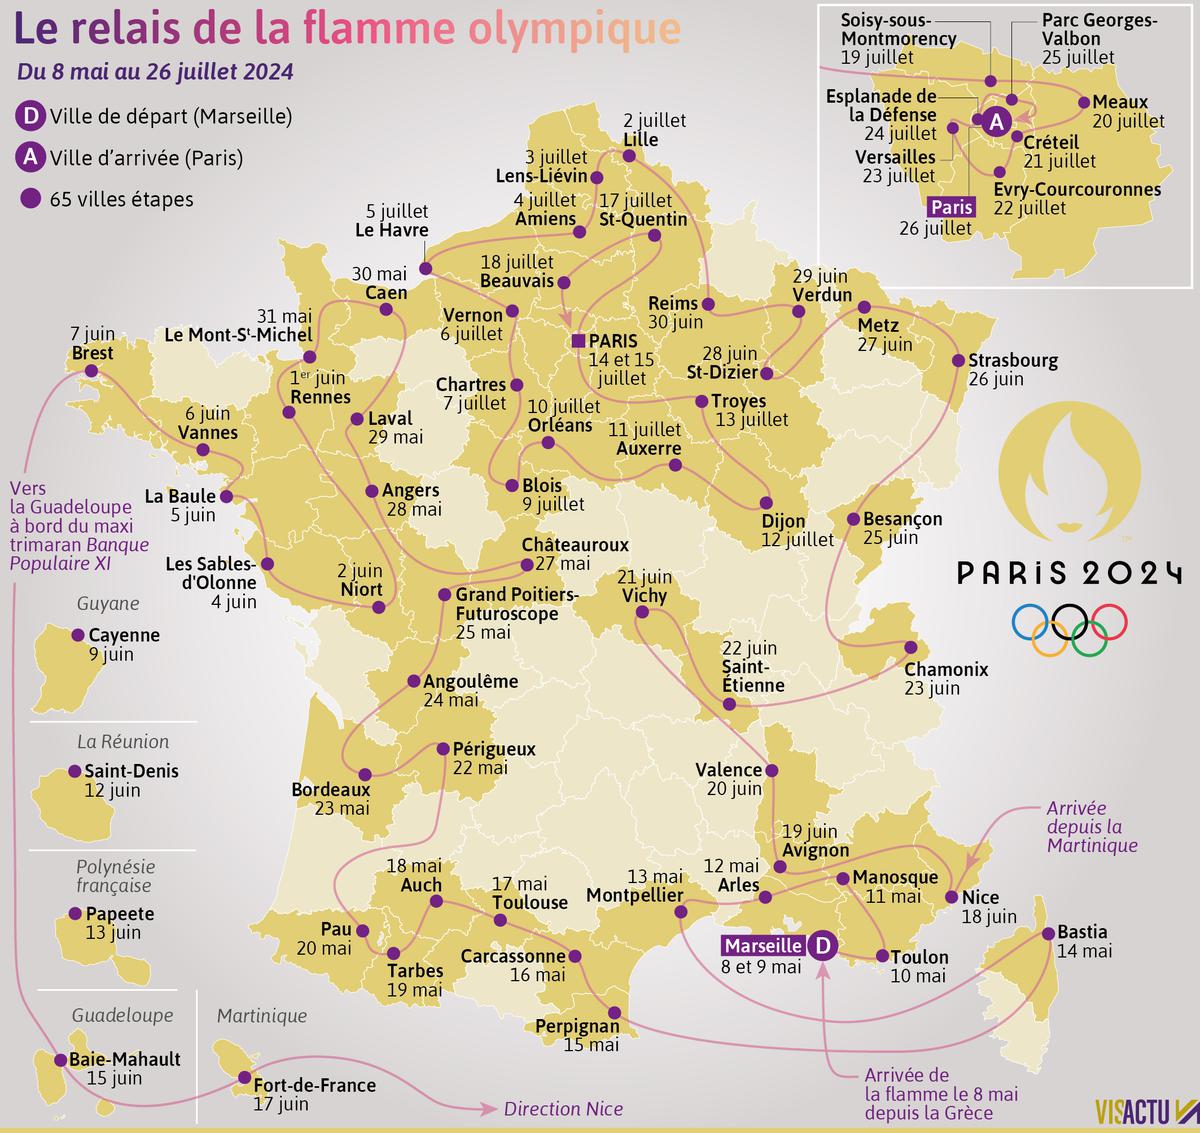 Le relais de la flamme olympique
Du 8 mai au 26 juillet 2024
D Ville de départ (Marseille)
A Ville d'arrivée (Paris)
65 villes étapes
Soisy-sous-
Montmorency
19 juillet
Parc Georges-
Valbon
25 juillet
Esplanade de
la Défense
24 juillet
A
Meaux
20 juillet
Versailles
23 juillet
Créteil
21 juillet
Evry-Courcouronnes
22 juillet
Paris
26 juillet
2 juillet
Lille
3 juillet
Lens-Liévin
4 juillet
Amiens
17 juillet
St-Quentin
5 juillet
Le Havre
18 juillet
Beauvais
30 mai
Caen
Vernon
6 juillet
Reims
30 juin
29 juin
Verdun
Metz
27 juin
31 mai
Le Mont-St-Michel
7 juin
Brest
PARIS
14 et 15
juillet
28 juin
St-Dizier
Strasbourg
26 juin
1er juin
Rennes
Chartres
7 juillet
Troyes
13 juillet
6 juin
Vannes
Laval
29 mai
10 juillet
Orléans
11 juillet
Auxerre
La Baule
5 juin
Angers
28 mai
Blois
9 juillet
Dijon
12 juillet
Besançon
25 juin
PARIS 2024
Vers
la Guadeloupe
à bord du maxi
trimaran Banque
Populaire XI
Les Sables-
d'Olonne
4 juin
2 juin
Niort
Châteauroux
27 mai
Grand Poitiers-
Futuroscope
25 mai
21 juin
Vichy
22 juin
Saint-
Étienne
Chamonix
23 juin
Guyane
Cayenne
9 juin
Angoulême
24 mai
La Réunion
Saint-Denis
12 juin
Périgueux
22 mai
Bordeaux
23 mai
Valence
20 juin
Arrivée
depuis la
Martinique
Polynésie
française
Papeete
13 juin
18 mai
Auch
17 mai
Toulouse
13 mai
Montpellier
12 mai
Arles
19 juin
Avignon
Manosque
11 mai
Nice
18 juin
Pau
20 mai
Tarbes
19 mai
Carcassonne
16 mai
Marseille D
8 et 9 mai
Toulon
10 mai
Bastia
14 mai
Perpignan
15 mai
Guadeloupe
Baie-Mahault
15 juin
Martinique
Fort-de-France
17 juin
Direction Nice
Arrivée de
la flamme le 8 mai
depuis la Grèce
VISACTU